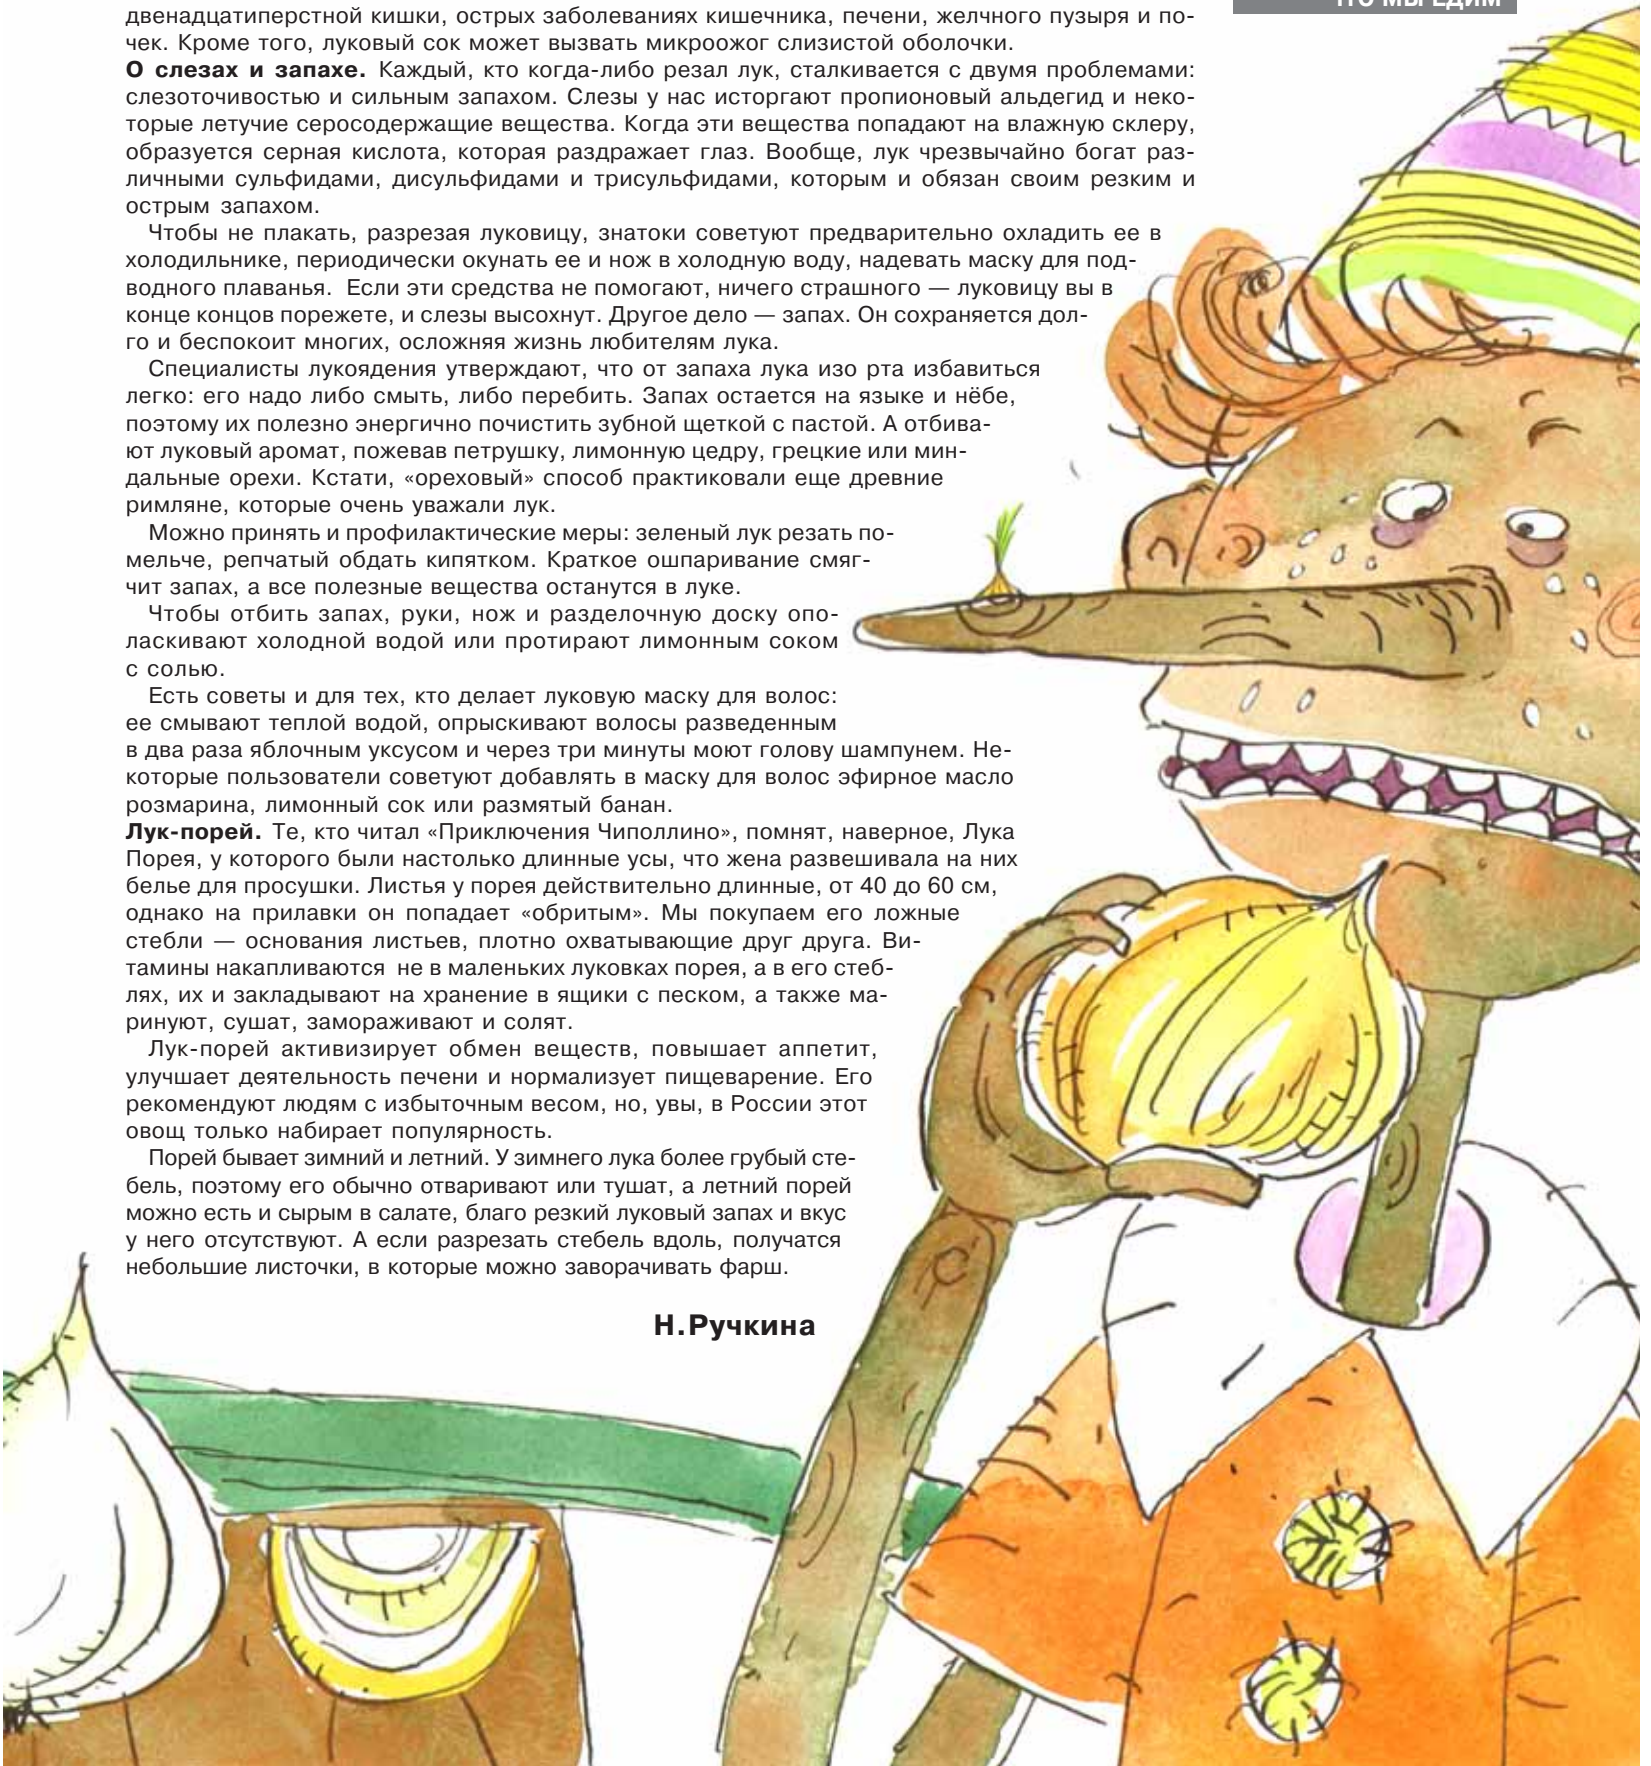 ЧТО МЫ ЕДИМ
двенадцатиперстной кишки, острых заболеваниях кишечника, печени, желчного пузыря и по-
чек. Кроме того, луковый сок может вызвать микроожог слизистой оболочки.
О слезах и запахе. Каждый, кто когда-либо резал лук, сталкивается с двумя проблемами:
слезоточивостью и сильным запахом. Слезы у нас исторгают пропионовый альдегид и неко-
торые летучие серосодержащие вещества. Когда эти вещества попадают на влажную склеру,
образуется серная кислота, которая раздражает глаз. Вообще, лук чрезвычайно богат раз-
личными сульфидами, дисульфидами и трисульфидами, которым и обязан своим резким и
острым запахом.
Чтобы не плакать, разрезая луковицу, знатоки советуют предварительно охладить ее в
холодильнике, периодически окунать ее и нож в холодную воду, надевать маску для под-
водного плаванья. Если эти средства не помогают, ничего страшного — луковицу вы в
конце концов порежете, и слезы высохнут. Другое дело — запах. Он сохраняется дол-
го и беспокоит многих, осложняя жизнь любителям лука.
Специалисты лукоядения утверждают, что от запаха лука изо рта избавиться
легко: его надо либо смыть, либо перебить. Запах остается на языке и нёбе,
поэтому их полезно энергично почистить зубной щеткой с пастой. А отбива-
ют луковый аромат, пожевав петрушку, лимонную цедру, грецкие или мин-
дальные орехи. Кстати, «ореховый» способ практиковали еще древние
римляне, которые очень уважали лук.
Можно принять и профилактические меры: зеленый лук резать по-
мельче, репчатый обдать кипятком. Краткое ошпаривание смяг-
чит запах, а все полезные вещества останутся в луке.
Чтобы отбить запах, руки, нож и разделочную доску опо-
ласкивают холодной водой или протирают лимонным соком
с солью.
Есть советы и для тех, кто делает луковую маску для волос:
ее смывают теплой водой, опрыскивают волосы разведенным
в два раза яблочным уксусом и через три минуты моют голову шампунем. Не-
которые пользователи советуют добавлять в маску для волос эфирное масло
розмарина, лимонный сок или размятый банан.
Лук-порей. Те, кто читал «Приключения Чиполлино», помнят, наверное, Лука
Порея, у которого были настолько длинные усы, что жена развешивала на них
белье для просушки. Листья у порея действительно длинные, от 40 до 60 см,
однако на прилавки он попадает «обритым». Мы покупаем его ложные
стебли — основания листьев, плотно охватывающие друг друга. Ви-
тамины накапливаются не в маленьких луковках порея, а в его стеб-
лях, их и закладывают на хранение в ящики с песком, а также ма-
ринуют, сушат, замораживают и солят.
Лук-порей активизирует обмен веществ, повышает аппетит,
улучшает деятельность печени и нормализует пищеварение. Его
рекомендуют людям с избыточным весом, но, увы, в России этот
овощ только набирает популярность.
Порей бывает зимний и летний. У зимнего лука более грубый сте-
бель, поэтому его обычно отваривают или тушат, а летний порей
можно есть и сырым в салате, благо резкий луковый запах и вкус
у него отсутствуют. А если разрезать стебель вдоль, получатся
небольшие листочки, в которые можно заворачивать фарш.
Н.Ручкина